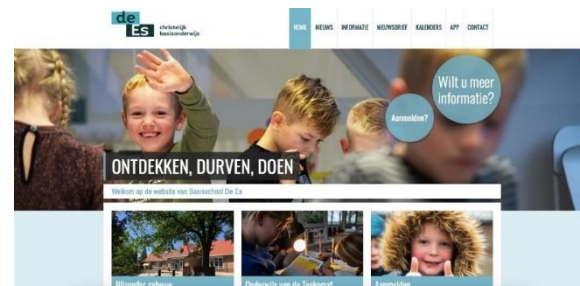 de
Es
christelijk
basisonderwijs
HOME NIEUWS INFORMATIE NIEUWSBRIEF KALENDERS APP CONTACT
Wilt u meer
informatie?
Aanmelden?
ONTDEKKEN, DURVEN, DOEN
Welkom op de website van Basisschool De Es
Bijzonder gebouw
Onderwijs van de Toekomst
Aanmelden